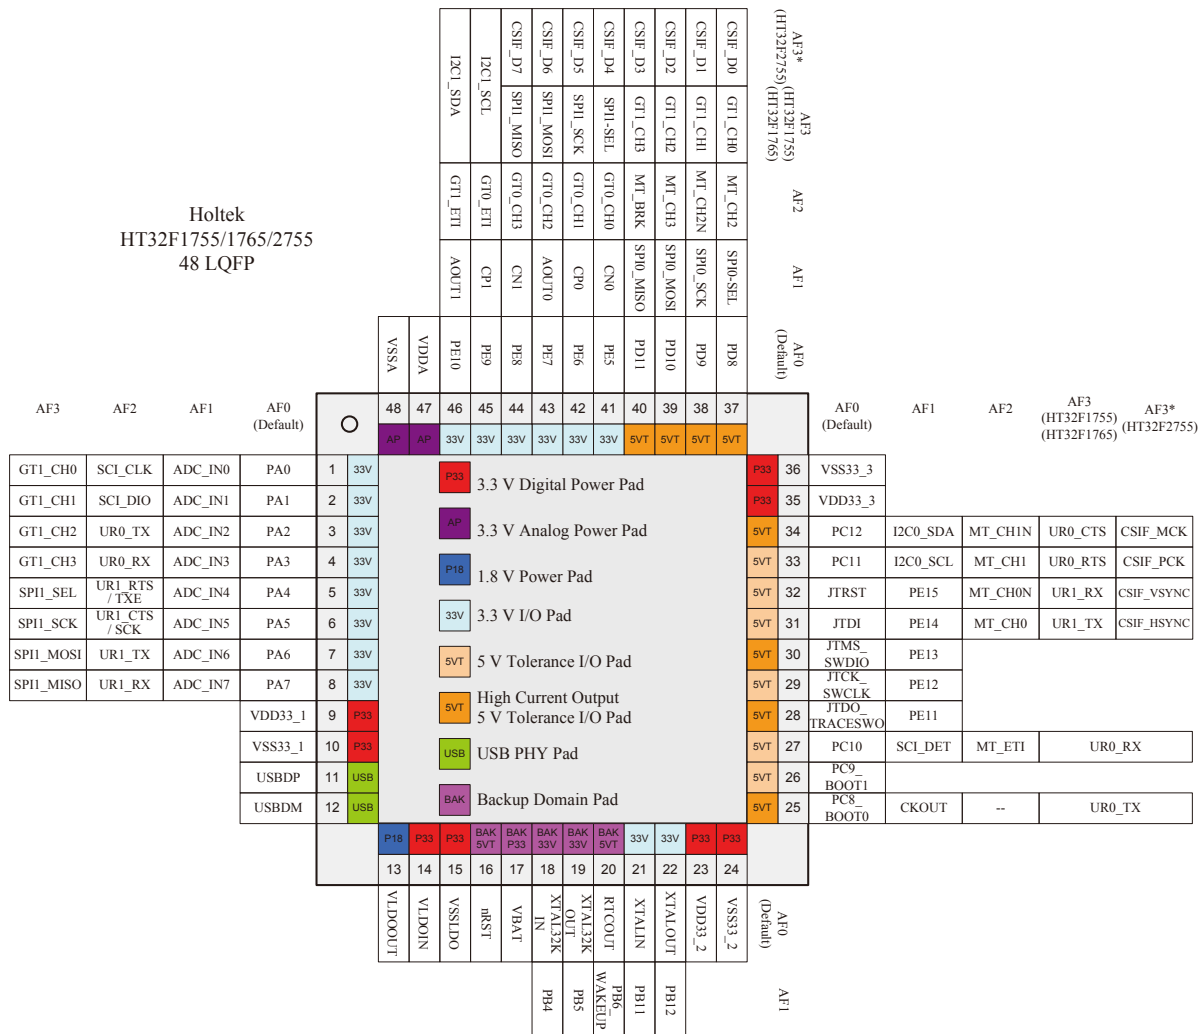 AF3* (HT32F2755)
AF3 (HT32F1755) (HT32F1765)
AF2
AF1
AF0 (Default)
I2C1_SDA GT1_ETI AOUT1 PE10
I2C1_SCL GT0_ETI CP1 PE9
CSIF_D7 SPI1_MISO GT0_CH3 CN1 PE8
CSIF_D6 SPI1_MOSI GT0_CH2 AOUT0 PE7
CSIF_D5 SPI1_SCK GT0_CH1 CP0 PE6
CSIF_D4 SPI1-SEL GT0_CH0 CN0 PE5
CSIF_D3 GT1_CH3 MT_BRK SPI0_MISO PD11
CSIF_D2 GT1_CH2 MT_CH3 SPI0_MOSI PD10
CSIF_D1 GT1_CH1 MT_CH2N SPI0_SCK PD9
CSIF_D0 GT1_CH0 MT_CH2 SPI0-SEL PD8
VSSA
VDDA
Holtek
HT32F1755/1765/2755
48 LQFP
48 47 46 45 44 43 42 41 40 39 38 37
AP AP 33V 33V 33V 33V 33V 33V 5VT 5VT 5VT 5VT
AF3 AF2 AF1 AF0 (Default)
GT1_CH0 SCI_CLK ADC_IN0 PA0 1 33V
GT1_CH1 SCI_DIO ADC_IN1 PA1 2 33V
GT1_CH2 UR0_TX ADC_IN2 PA2 3 33V
GT1_CH3 UR0_RX ADC_IN3 PA3 4 33V
SPI1_SEL UR1_RTS / TXE ADC_IN4 PA4 5 33V
SPI1_SCK UR1_CTS / SCK ADC_IN5 PA5 6 33V
SPI1_MOSI UR1_TX ADC_IN6 PA6 7 33V
SPI1_MISO UR1_RX ADC_IN7 PA7 8 33V
VDD33_1 9 P33
VSS33_1 10 P33
USBDP 11 USB
USBDM 12 USB
P33 3.3 V Digital Power Pad
AP 3.3 V Analog Power Pad
P18 1.8 V Power Pad
33V 3.3 V I/O Pad
5VT 5 V Tolerance I/O Pad
5VT High Current Output
5 V Tolerance I/O Pad
USB USB PHY Pad
BAK Backup Domain Pad
AF0 (Default) AF1 AF2 AF3 (HT32F1755) (HT32F1765) AF3* (HT32F2755)
P33 36 VSS33_3
P33 35 VDD33_3
5VT 34 PC12 I2C0_SDA MT_CH1N UR0_CTS CSIF_MCK
5VT 33 PC11 I2C0_SCL MT_CH1 UR0_RTS CSIF_PCK
5VT 32 JTRST PE15 MT_CH0N UR1_RX CSIF_VSYNC
5VT 31 JTDI PE14 MT_CH0 UR1_TX CSIF_HSYNC
5VT 30 JTMS_ SWDIO PE13
5VT 29 JTCK_ SWCLK PE12
5VT 28 JTDO_ TRACESWO PE11
5VT 27 PC10 SCI_DET MT_ETI UR0_RX
5VT 26 PC9_ BOOT1
5VT 25 PC8_ BOOT0 CKOUT -- UR0_TX
P18 P33 P33 BAK 5VT BAK P33 BAK 33V BAK 33V BAK 5VT 33V 33V P33 P33
13 14 15 16 17 18 19 20 21 22 23 24
VLDOOUT
VLDOIN
VSSLDO
nRST
VBAT
XTAL32K IN PB4
XTAL32K OUT PB5
RTCOUT PB6_ WAKEUP
XTALIN PB11
XTALOUT PB12
VDD33_2
VSS33_2
AF0 (Default)
AF1